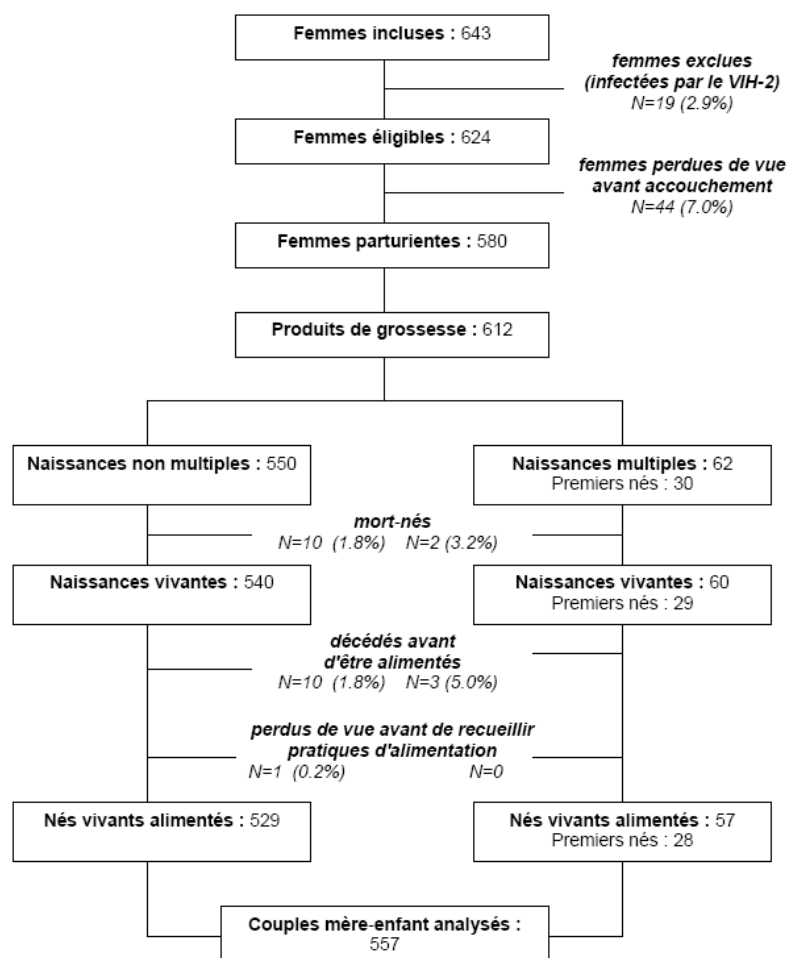 Femmes incluses : 643
femmes exclues
(infectées par le VIH-2)
N=19 (2.9%)
Femmes éligibles : 624
femmes perdues de vue
avant accouchement
N=44 (7.0%)
Femmes parturientes : 580
Produits de grossesse : 612
Naissances non multiples : 550
Naissances multiples : 62
Premiers nés : 30
mort-nés
N=10 (1.8%) N=2 (3.2%)
Naissances vivantes : 540
Naissances vivantes : 60
Premiers nés : 29
décédés avant
d'être alimentés
N=10 (1.8%) N=3 (5.0%)
perdus de vue avant de recueillir
pratiques d'alimentation
N=1 (0.2%) N=0
Nés vivants alimentés : 529
Nés vivants alimentés : 57
Premiers nés : 28
Couples mère-enfant analysés :
557